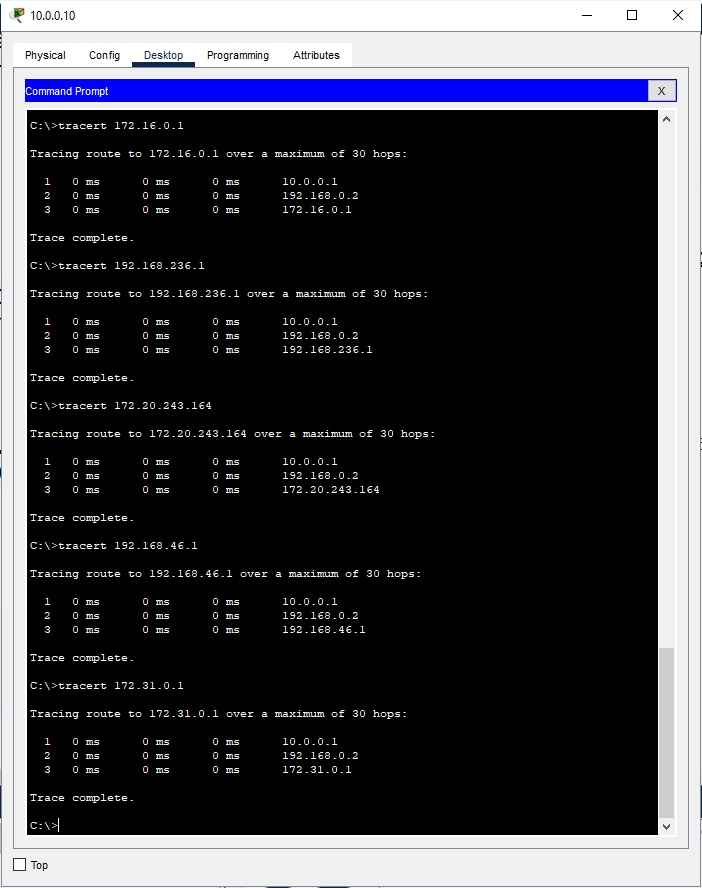 10.0.0.10
Physical Config Desktop Programming Attributes
Command Prompt X
C:\>tracert 172.16.0.1
Tracing route to 172.16.0.1 over a maximum of 30 hops:
1 0 ms 0 ms 0 ms 10.0.0.1
2 0 ms 0 ms 0 ms 192.168.0.2
3 0 ms 0 ms 0 ms 172.16.0.1
Trace complete.
C:\>tracert 192.168.236.1
Tracing route to 192.168.236.1 over a maximum of 30 hops:
1 0 ms 0 ms 0 ms 10.0.0.1
2 0 ms 0 ms 0 ms 192.168.0.2
3 0 ms 0 ms 0 ms 192.168.236.1
Trace complete.
C:\>tracert 172.20.243.164
Tracing route to 172.20.243.164 over a maximum of 30 hops:
1 0 ms 0 ms 0 ms 10.0.0.1
2 0 ms 0 ms 0 ms 192.168.0.2
3 0 ms 0 ms 0 ms 172.20.243.164
Trace complete.
C:\>tracert 192.168.46.1
Tracing route to 192.168.46.1 over a maximum of 30 hops:
1 0 ms 0 ms 0 ms 10.0.0.1
2 0 ms 0 ms 0 ms 192.168.0.2
3 0 ms 0 ms 0 ms 192.168.46.1
Trace complete.
C:\>tracert 172.31.0.1
Tracing route to 172.31.0.1 over a maximum of 30 hops:
1 0 ms 0 ms 0 ms 10.0.0.1
2 0 ms 0 ms 0 ms 192.168.0.2
3 0 ms 0 ms 0 ms 172.31.0.1
Trace complete.
C:\>
Top